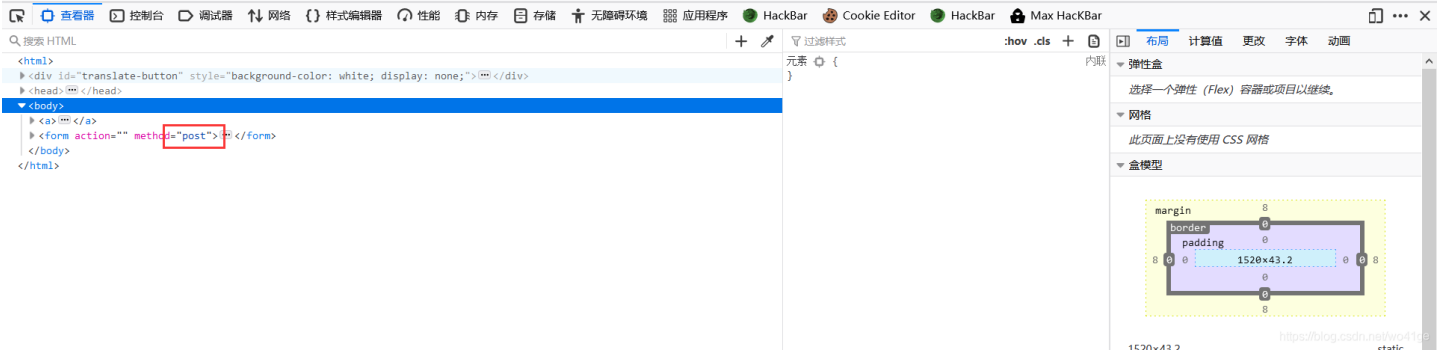 查看器 控制台 调试器 网络 {} 样式编辑器 性能 内存 存储 无障碍环境 应用程序 HackBar Cookie Editor HackBar Max HacKBar
搜索 HTML
<html>
<div id="translate-button" style="background-color: white; display: none;">⋯</div>
<head>⋯</head>
<body>
<a>⋯</a>
<form action="" method="post">⋯</form>
</body>
</html>
过滤样式 :hov .cls
元素 { 内联
}
布局 计算值 更改 字体 动画
弹性盒
选择一个弹性（Flex）容器或项目以继续。
网格
此页面上没有使用 CSS 网格
盒模型
margin 8
border 0
padding 0
8 0 0 1520×43.2 0 0 8
0
0
8
https://blog.csdn.net/wo41ge
1520×43.2 static